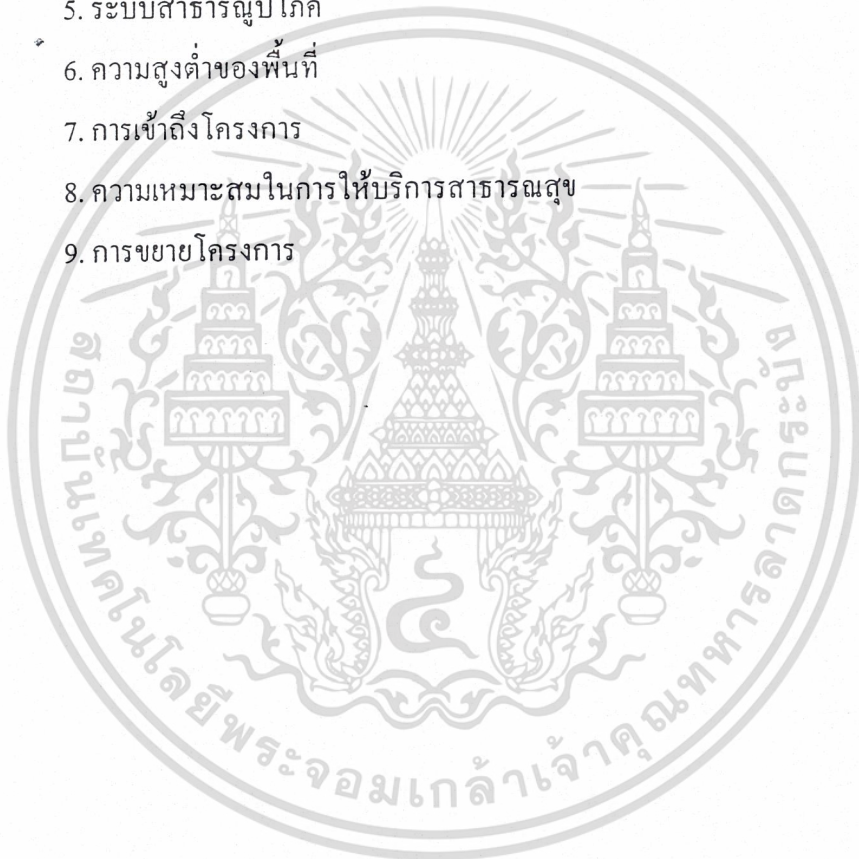 5. ระบบสาธารณูปโภค
6. ความสูงต่ำของพื้นที่
7. การเข้าถึงโครงการ
8. ความเหมาะสมในการให้บริการสาธารณสุข
9. การขยายโครงการ
สถาบันเทคโนโลยีพระจอมเกล้าเจ้าคุณทหารลาดกระบัง